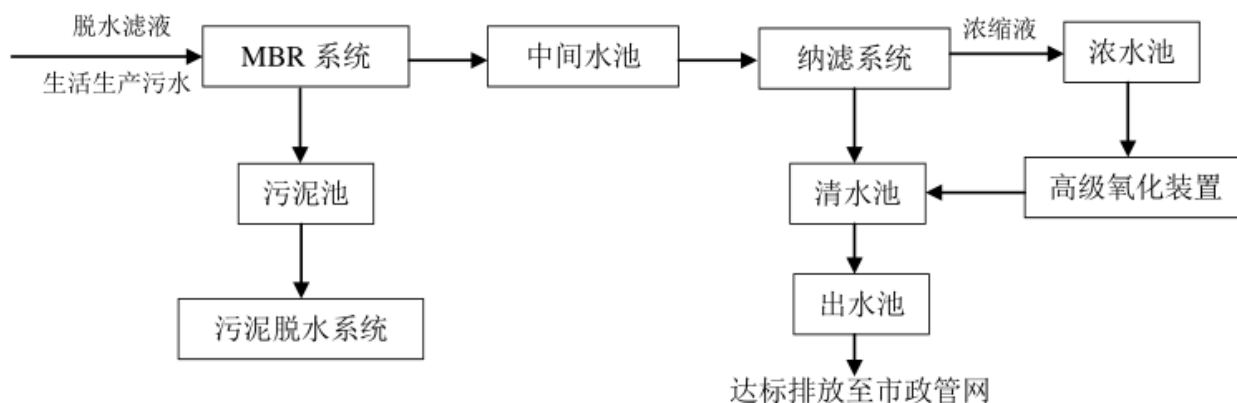 脱水滤液
生活生产污水
MBR 系统
中间水池
纳滤系统
浓缩液
浓水池
污泥池
清水池
高级氧化装置
污泥脱水系统
出水池
达标排放至市政管网